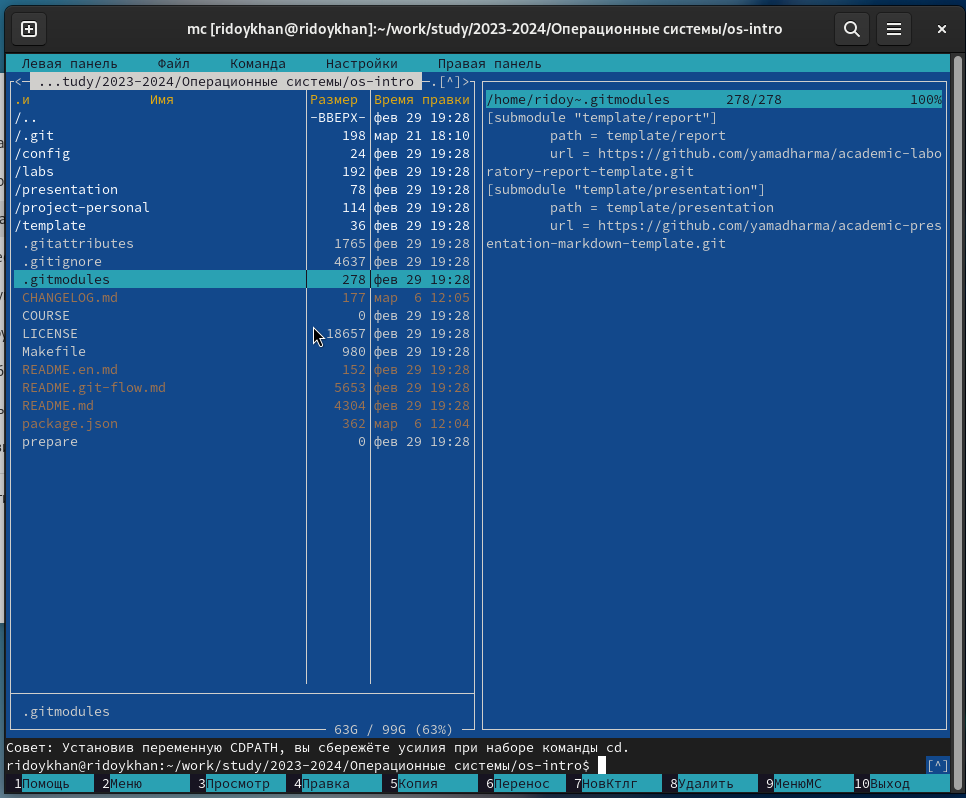 mc [ridoykhan@ridoykhan]:~/work/study/2023-2024/Операционные системы/os-intro
Левая панель Файл Команда Настройки Правая панель
<─ ...tudy/2023-2024/Операционные системы/os-intro ─.[^]>
.и Имя Размер Время правки
/.. -ВВЕРХ- фев 29 19:28
/.git 198 мар 21 18:10
/config 24 фев 29 19:28
/labs 192 фев 29 19:28
/presentation 78 фев 29 19:28
/project-personal 114 фев 29 19:28
/template 36 фев 29 19:28
.gitattributes 1765 фев 29 19:28
.gitignore 4637 фев 29 19:28
.gitmodules 278 фев 29 19:28
CHANGELOG.md 177 мар 6 12:05
COURSE 0 фев 29 19:28
LICENSE 18657 фев 29 19:28
Makefile 980 фев 29 19:28
README.en.md 152 фев 29 19:28
README.git-flow.md 5653 фев 29 19:28
README.md 4304 фев 29 19:28
package.json 362 мар 6 12:04
prepare 0 фев 29 19:28
.gitmodules
63G / 99G (63%)
/home/ridoy~.gitmodules 278/278 100%
[submodule "template/report"]
path = template/report
url = https://github.com/yamadharma/academic-labo
ratory-report-template.git
[submodule "template/presentation"]
path = template/presentation
url = https://github.com/yamadharma/academic-pres
entation-markdown-template.git
Совет: Установив переменную CDPATH, вы сбережёте усилия при наборе команды cd.
ridoykhan@ridoykhan:~/work/study/2023-2024/Операционные системы/os-intro$ [^]
1Помощь 2Меню 3Просмотр 4Правка 5Копия 6Перенос 7НовКтлг 8Удалить 9МенюМС 10Выход